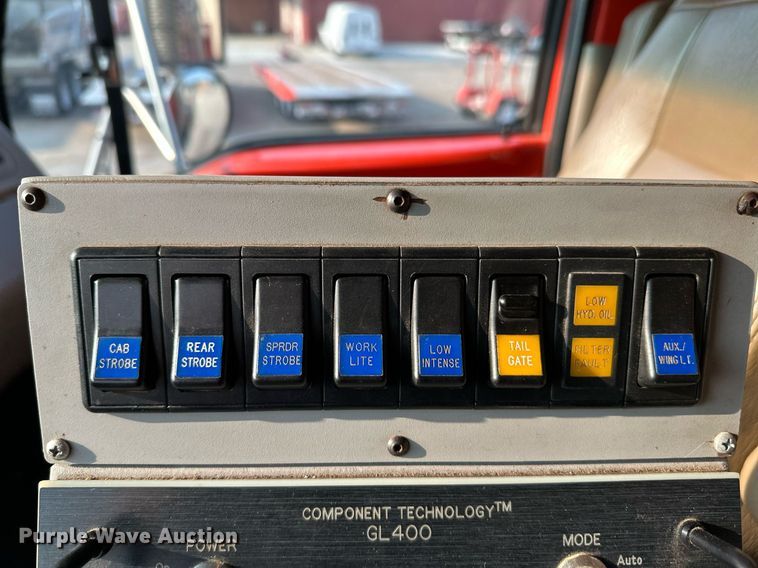 CAB
STROBE
REAR
STROBE
SPRDR
STROBE
WORK
LITE
LOW
INTENSE
TAIL
GATE
LOW
HYD. OIL
FILTER
FAULT
AUX./
WING LT.
COMPONENT TECHNOLOGY™
GL400
POWER
On
MODE
Auto
Purple Wave Auction